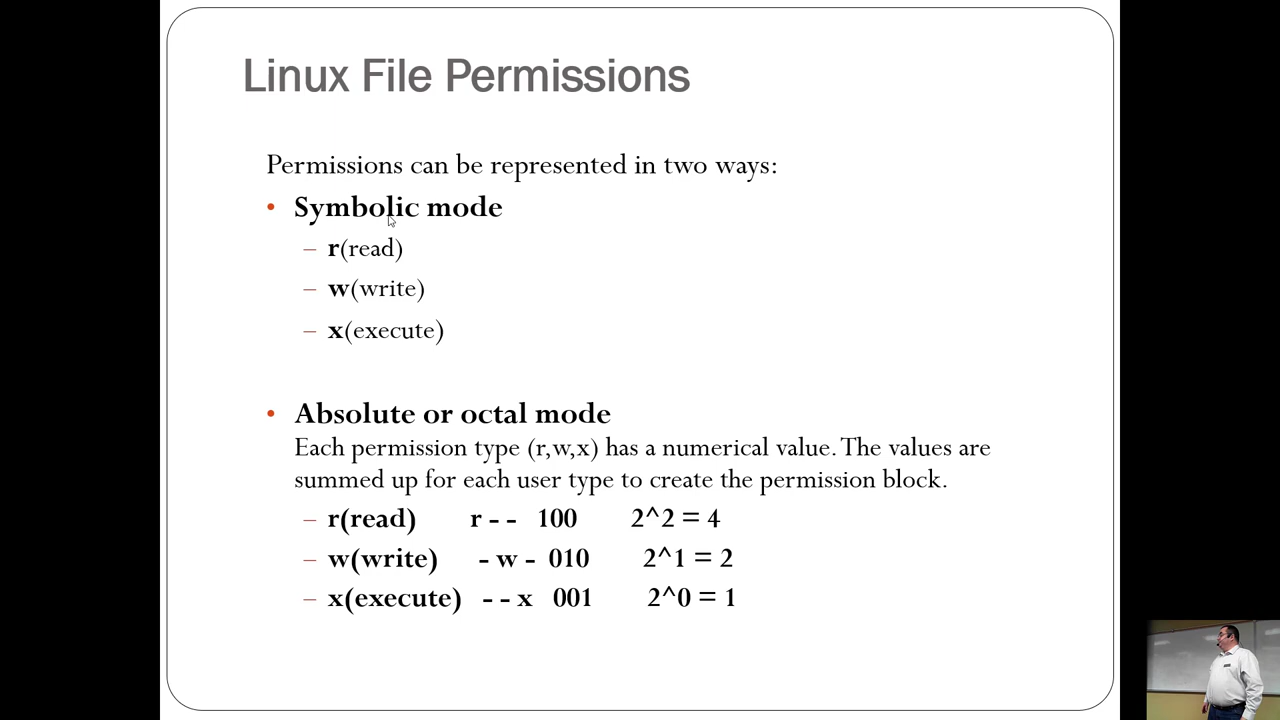 Linux File Permissions
Permissions can be represented in two ways:
• Symbolic mode
– r(read)
– w(write)
– x(execute)
• Absolute or octal mode
Each permission type (r,w,x) has a numerical value. The values are
summed up for each user type to create the permission block.
– r(read) r - - 100 2^2 = 4
– w(write) - w - 010 2^1 = 2
– x(execute) - - x 001 2^0 = 1